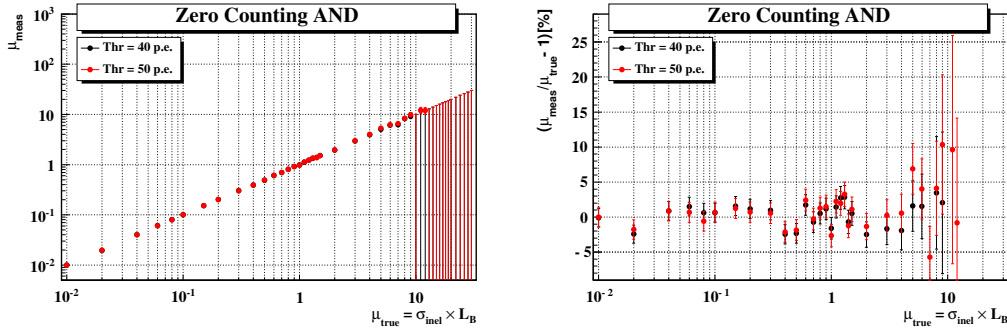 Zero Counting AND
μmeas
10³
10²
10
1
10⁻¹
10⁻²
Thr = 40 p.e.
Thr = 50 p.e.
10⁻² 10⁻¹ 1 10
μtrue = σinel × LB
Zero Counting AND
(μmeas/μtrue - 1)[%]
25
20
15
10
5
0
-5
Thr = 40 p.e.
Thr = 50 p.e.
10⁻² 10⁻¹ 1 10
μtrue = σinel × LB